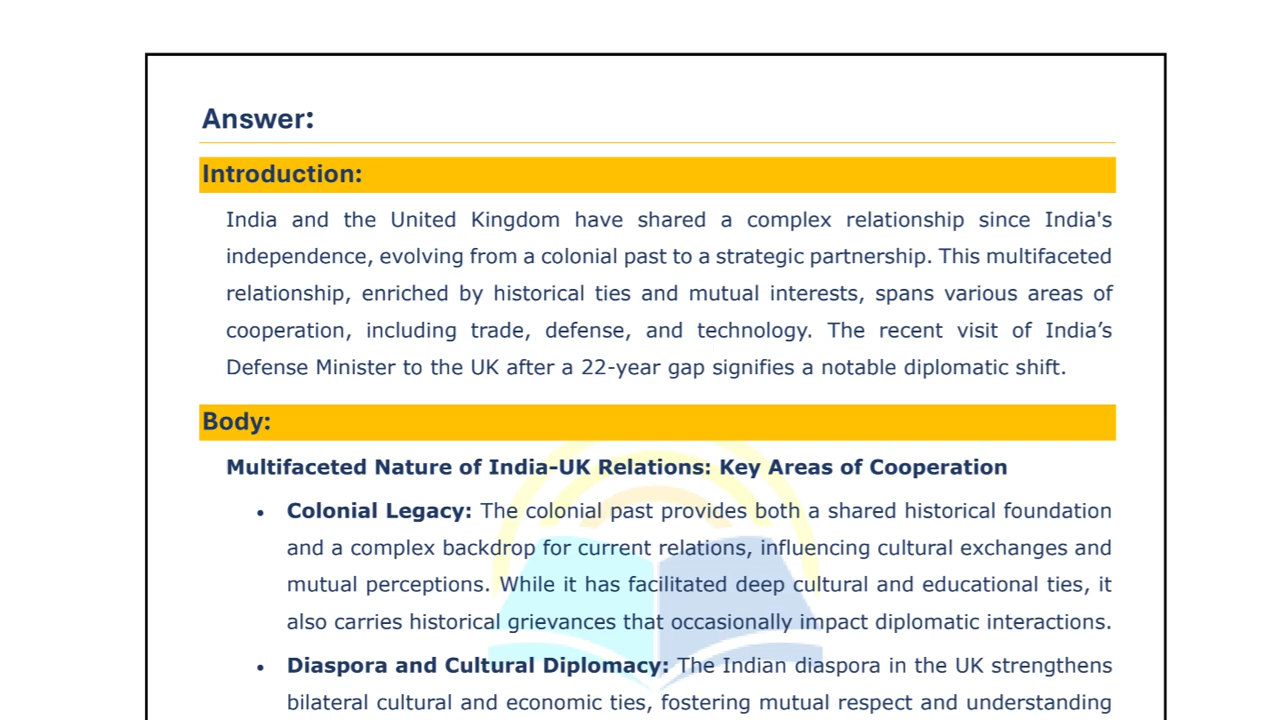 Answer:
Introduction:
India and the United Kingdom have shared a complex relationship since India's
independence, evolving from a colonial past to a strategic partnership. This multifaceted
relationship, enriched by historical ties and mutual interests, spans various areas of
cooperation, including trade, defense, and technology. The recent visit of India’s
Defense Minister to the UK after a 22-year gap signifies a notable diplomatic shift.
Body:
Multifaceted Nature of India-UK Relations: Key Areas of Cooperation
• Colonial Legacy: The colonial past provides both a shared historical foundation
and a complex backdrop for current relations, influencing cultural exchanges and
mutual perceptions. While it has facilitated deep cultural and educational ties, it
also carries historical grievances that occasionally impact diplomatic interactions.
• Diaspora and Cultural Diplomacy: The Indian diaspora in the UK strengthens
bilateral cultural and economic ties, fostering mutual respect and understanding